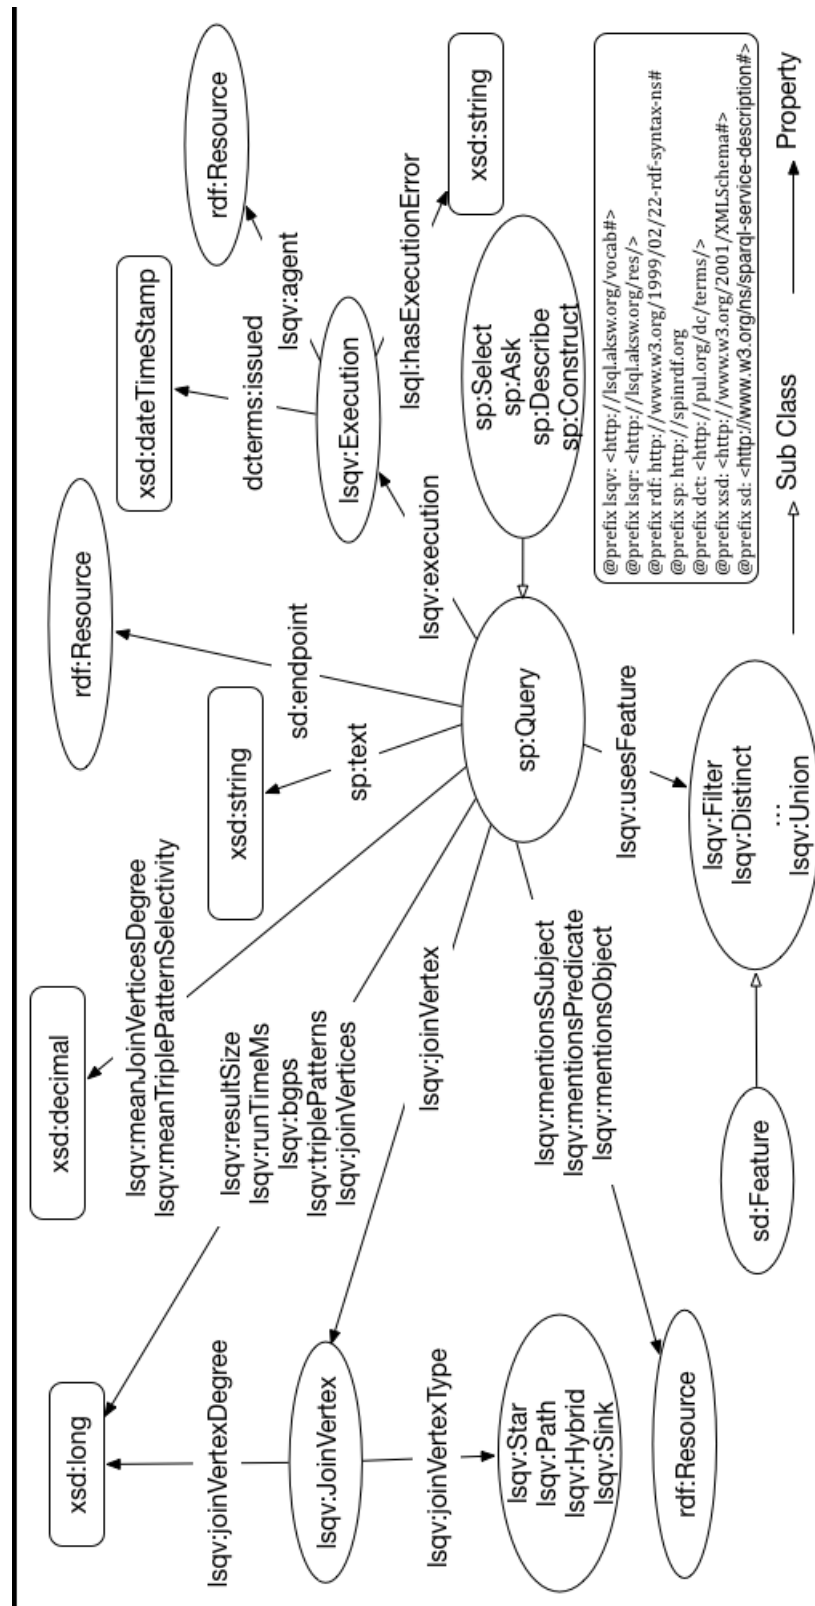 xsd:long
lsqv:joinVertexDegree
lsqv:JoinVertex
lsqv:joinVertexType
lsqv:Star
lsqv:Path
lsqv:Hybrid
lsqv:Sink
rdf:Resource
xsd:decimal
lsqv:meanJoinVerticesDegree
lsqv:meanTriplePatternSelectivity
lsqv:resultSize
lsqv:runTimeMs
lsqv:bgps
lsqv:triplePatterns
lsqv:joinVertices
lsqv:joinVertex
lsqv:mentionsSubject
lsqv:mentionsPredicate
lsqv:mentionsObject
sd:Feature
rdf:Resource
xsd:string
sd:endpoint
sp:text
sp:Query
lsqv:usesFeature
lsqv:Filter
lsqv:Distinct
...
lsqv:Union
xsd:dateTimeStamp
rdf:Resource
dcterms:issued
lsqv:agent
lsqv:Execution
lsql:hasExecutionError
xsd:string
lsqv:execution
sp:Select
sp:Ask
sp:Describe
sp:Construct
@prefix lsqv: <http://lsql.aksw.org/vocab#>
@prefix lsqr: <http://lsql.aksw.org/res/>
@prefix rdf: http://www.w3.org/1999/02/22-rdf-syntax-ns#
@prefix sp: http://spinrdf.org
@prefix dct: <http://pul.org/dc/terms/>
@prefix xsd: <http://www.w3.org/2001/XMLSchema#>
@prefix sd: <http://www.w3.org/ns/sparql-service-description#>
Sub Class
Property